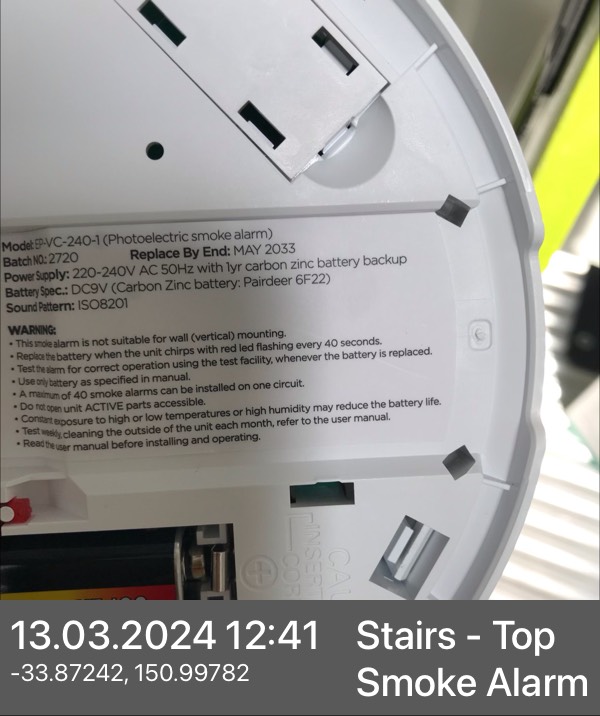 Model: EP-VC-240-1 (Photoelectric smoke alarm)
Batch NO.: 2720 Replace By End: MAY 2033
Power Supply: 220-240V AC 50Hz with 1yr carbon zinc battery backup
Battery Spec.: DC9V (Carbon Zinc battery: Pairdeer 6F22)
Sound Pattern: ISO8201
WARNING:
• This smoke alarm is not suitable for wall (vertical) mounting.
• Replace the battery when the unit chirps with red led flashing every 40 seconds.
• Test the alarm for correct operation using the test facility, whenever the battery is replaced.
• Use only battery as specified in manual.
• A maximum of 40 smoke alarms can be installed on one circuit.
• Do not open unit ACTIVE parts accessible.
• Constant exposure to high or low temperatures or high humidity may reduce the battery life.
• Test weekly, cleaning the outside of the unit each month, refer to the user manual.
• Read the user manual before installing and operating.
13.03.2024 12:41
-33.87242, 150.99782
Stairs - Top
Smoke Alarm